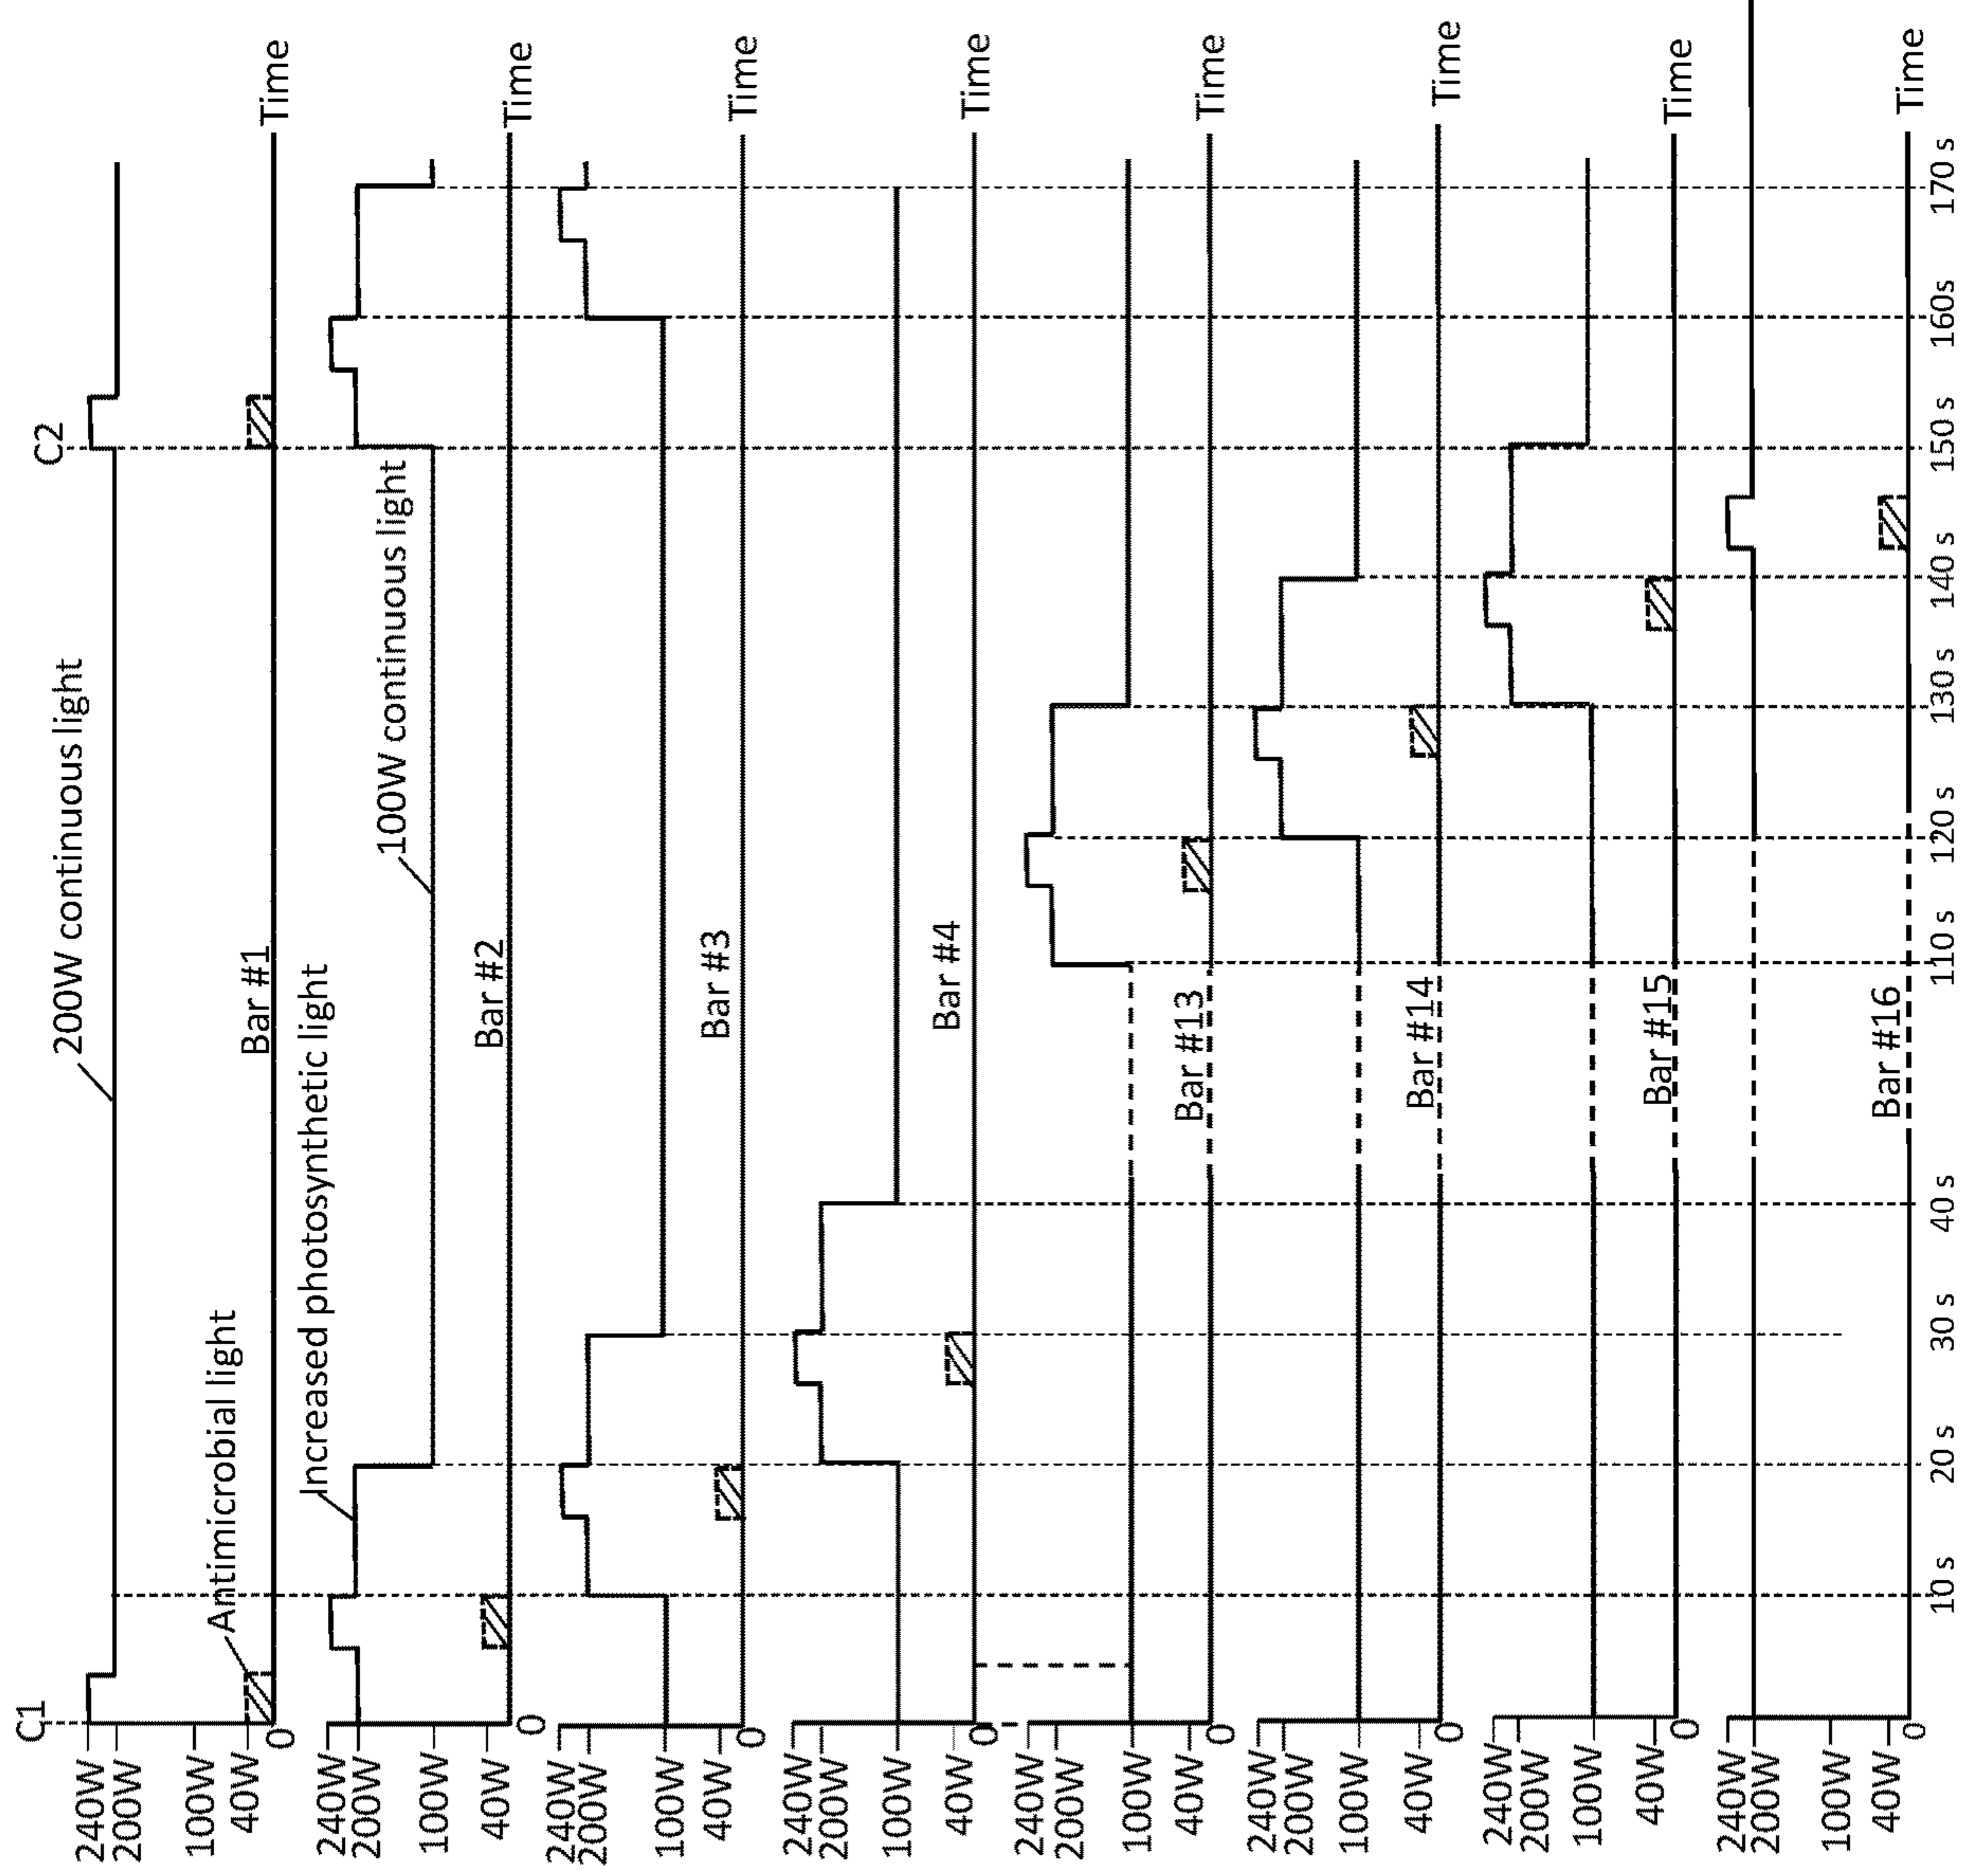 C1
C2
200W continuous light
Antimicrobial light
240W
200W
100W
40W
0
Bar #1
Time
Increased photosynthetic light
100W continuous light
240W
200W
100W
40W
0
Bar #2
Time
240W
200W
100W
40W
0
Bar #3
Time
240W
200W
100W
40W
0
Bar #4
Time
240W
200W
100W
40W
0
Bar #13
Time
240W
200W
100W
40W
0
Bar #14
Time
240W
200W
100W
40W
0
Bar #15
Time
240W
200W
100W
40W
0
Bar #16
Time
10 s 20 s 30 s 40 s 110 s 120 s 130 s 140 s 150 s 160s 170 s